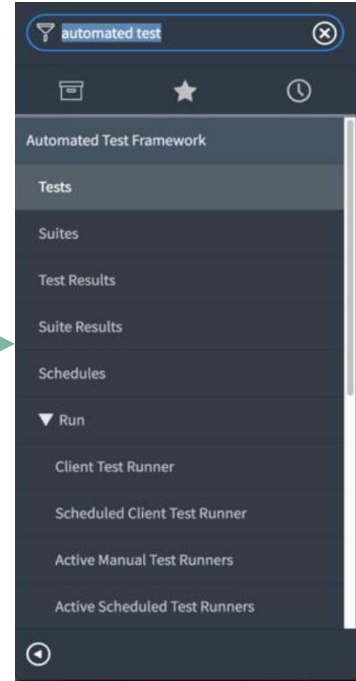 automated test
Automated Test Framework
Tests
Suites
Test Results
Suite Results
Schedules
Run
Client Test Runner
Scheduled Client Test Runner
Active Manual Test Runners
Active Scheduled Test Runners